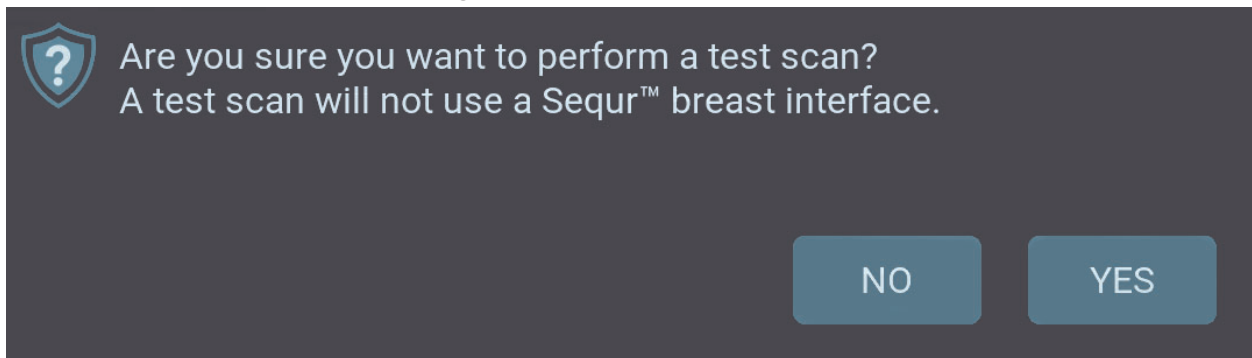 ?
Are you sure you want to perform a test scan?
A test scan will not use a Sequr™ breast interface.
NO
YES